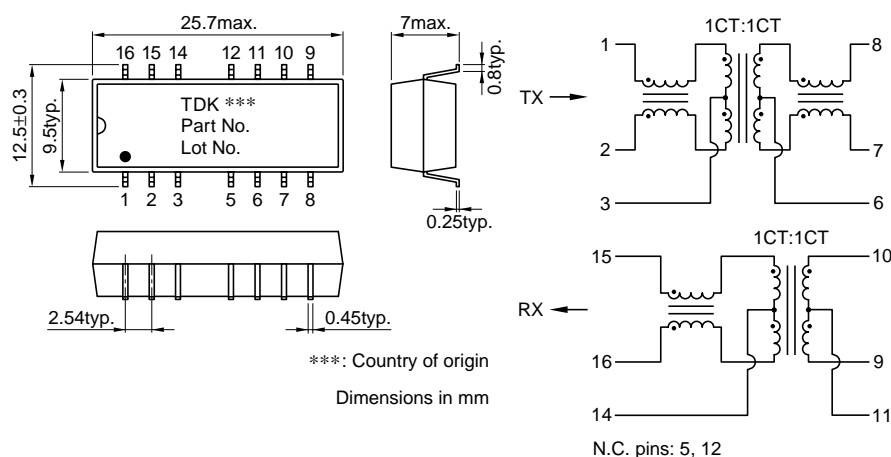 25.7max.
16 15 14 12 11 10 9
12.5±0.3
9.5typ.
TDK ***
Part No.
Lot No.
1 2 3 5 6 7 8
7max.
0.8typ.
0.25typ.
2.54typ.
0.45typ.
***: Country of origin
Dimensions in mm
1CT:1CT
1
8
TX
2
7
3
6
1CT:1CT
15
10
RX
16
9
14
11
N.C. pins: 5, 12